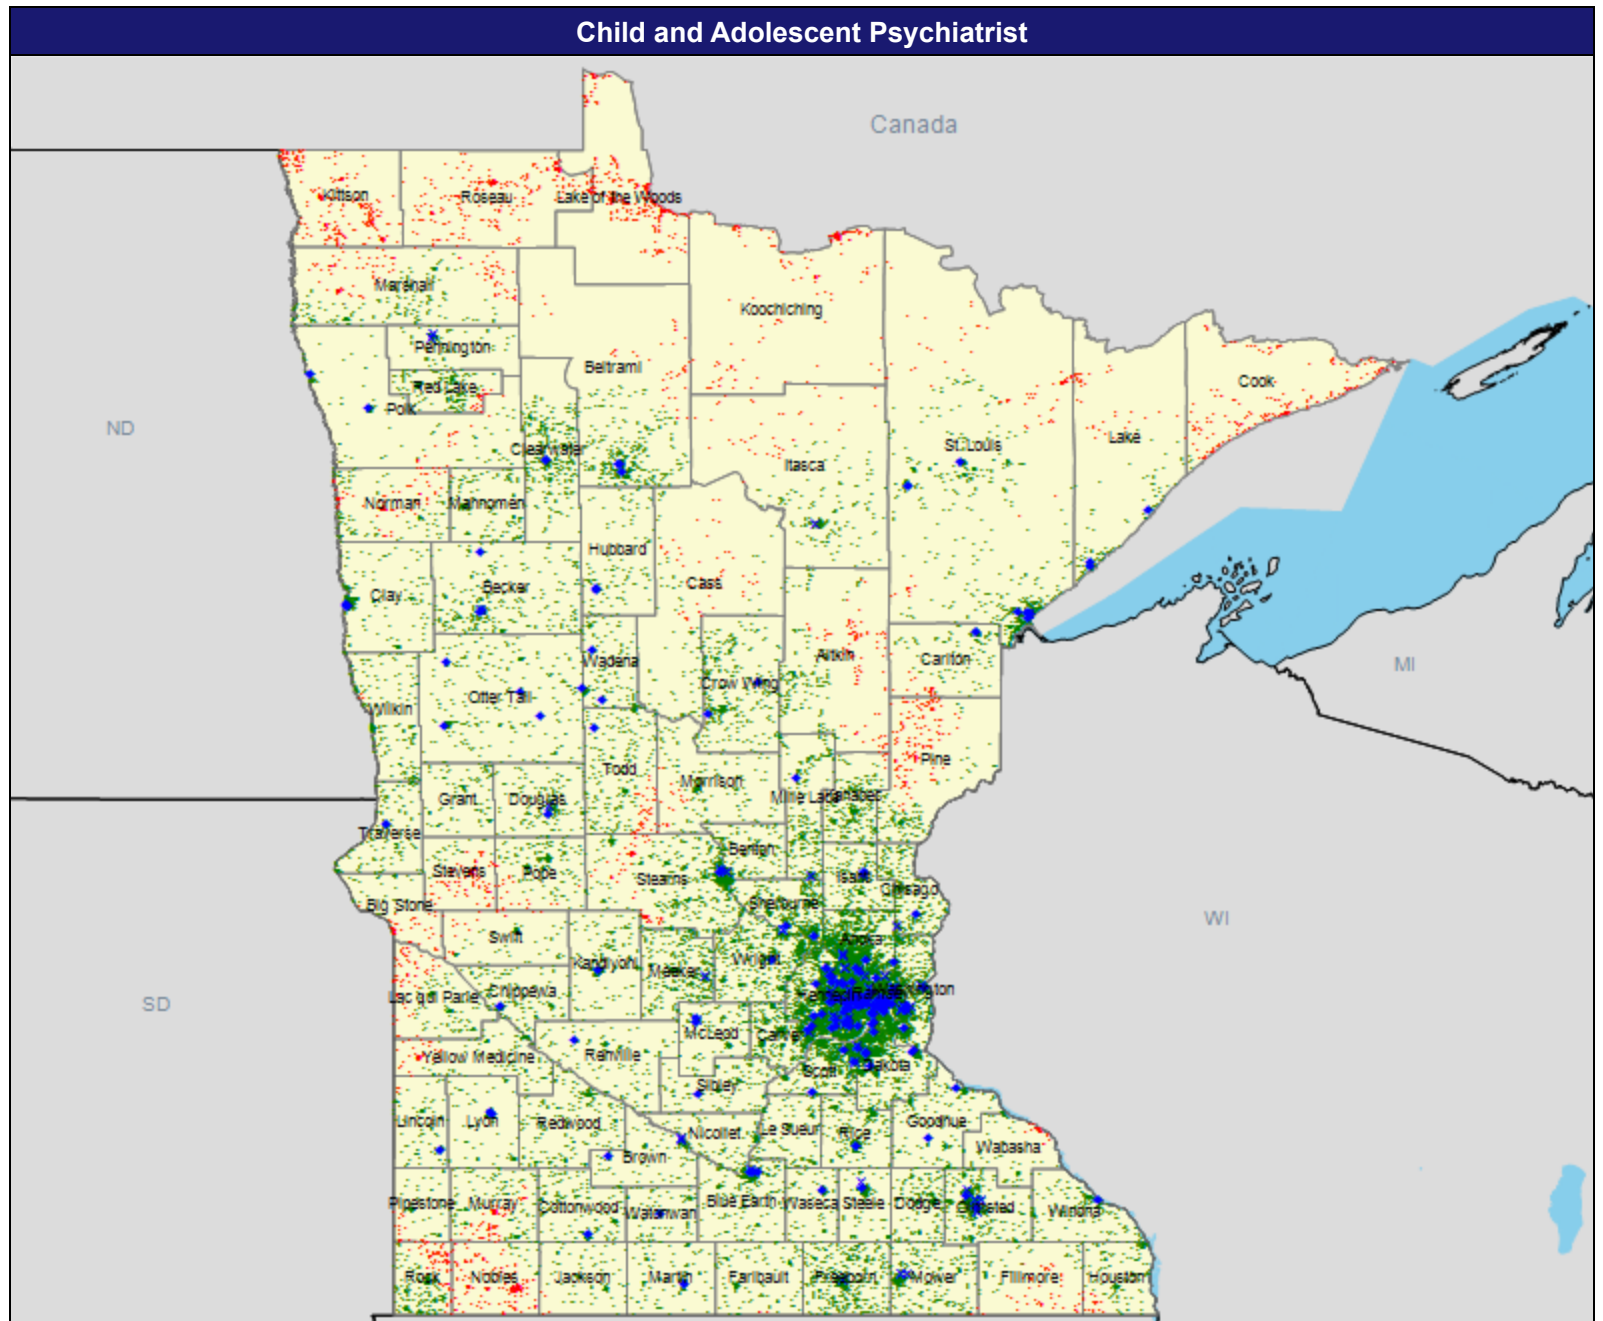 Child and Adolescent Psychiatrist
Canada
Kittson
Roseau
Lake of the Woods
Marshall
Koochiching
Pennington
Beltrami
Red Lake
Cook
Polk
ND
Lake
St. Louis
Clearwater
Itasca
Norman
Mahnomen
Hubbard
Cass
Becker
Clay
Aitkin
Carlton
Wadena
MI
Crow Wing
Otter Tail
Wilkin
Pine
Todd
Morrison
Mille Lacs
Kanabec
Grant
Douglas
Traverse
Benton
Stevens
Pope
Stearns
Isanti
Chisago
Big Stone
Sherburne
WI
Swift
Anoka
Wright
Kandiyohi
Meeker
Chippewa
Lac qui Parle
SD
McLeod
Carver
Renville
Yellow Medicine
Scott
Dakota
Sibley
Lincoln
Lyon
Redwood
Nicollet
Le Sueur
Rice
Goodhue
Wabasha
Brown
Pipestone
Murray
Cottonwood
Watonwan
Blue Earth
Waseca
Steele
Dodge
Olmsted
Winona
Rock
Nobles
Jackson
Martin
Faribault
Freeborn
Mower
Fillmore
Houston